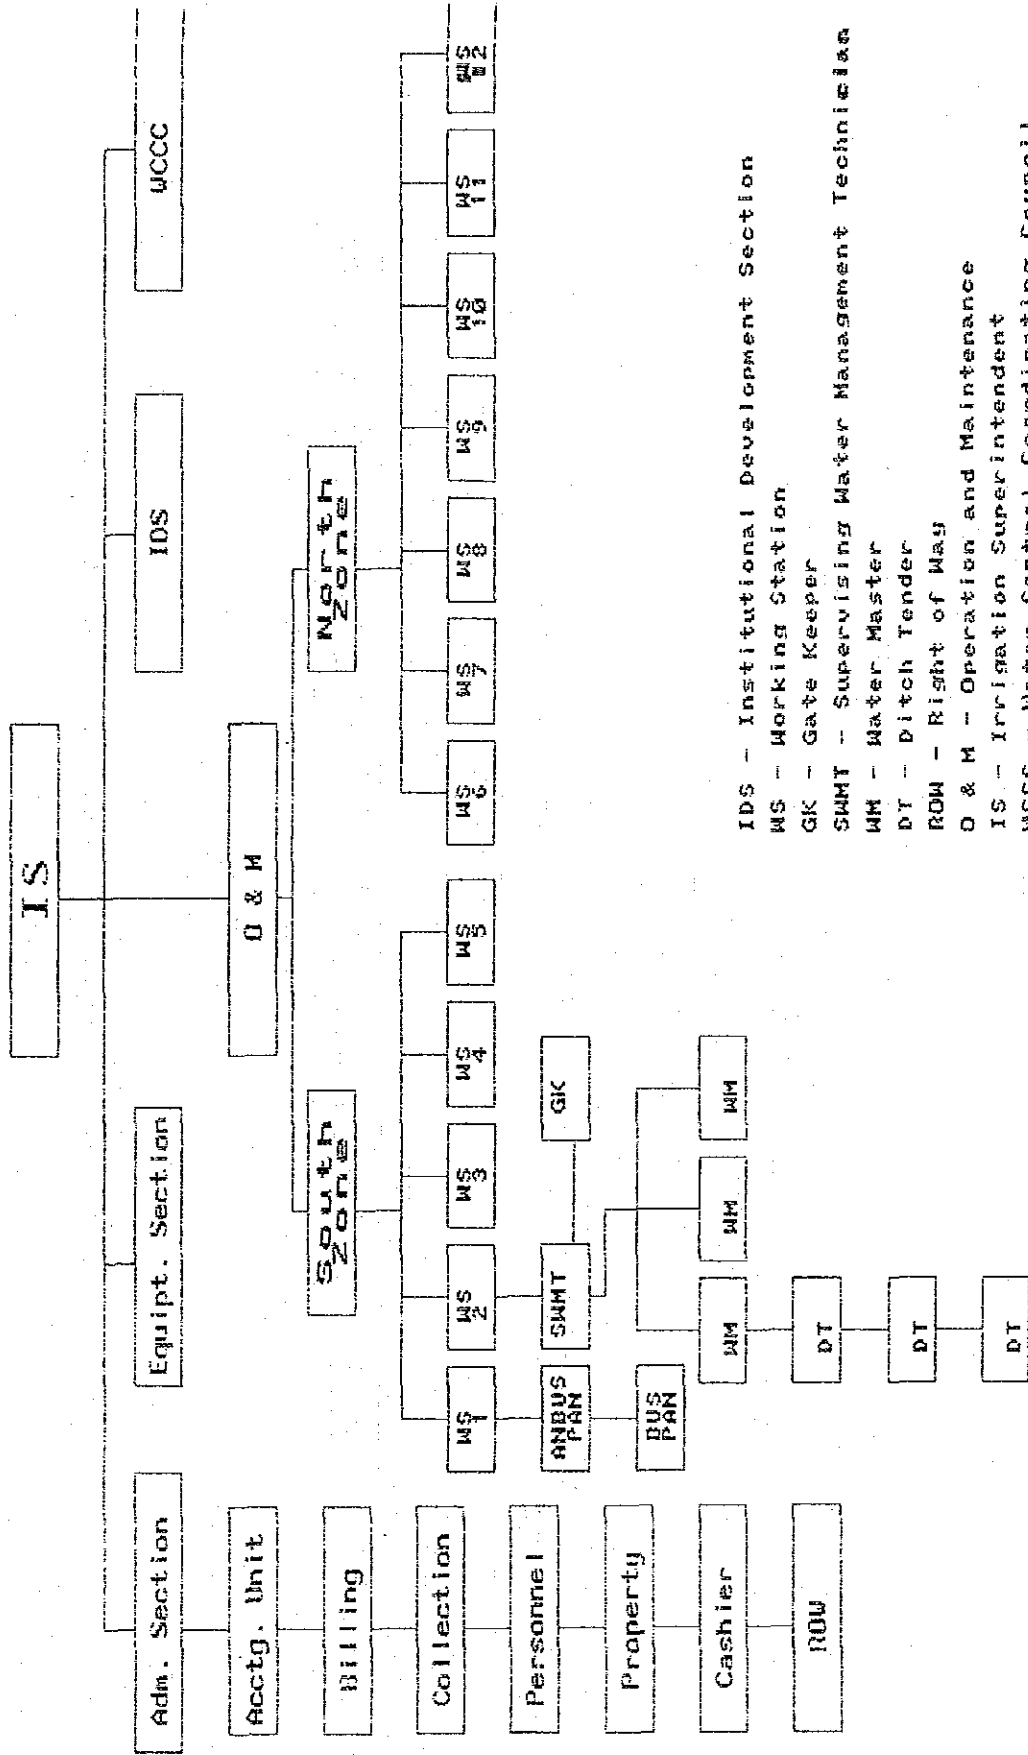 IS
Adm. Section
Equipt. Section
IDS
WCCC
Acctg. Unit
O & M
Billing
South
Zone
North
Zone
Collection
WS
1
WS
2
WS
3
WS
4
WS
5
WS
6
WS
7
WS
8
WS
9
WS
10
WS
11
WS
12
Personnel
ANBUS
PAN
SWMT
GK
Property
BUS
PAN
Cashier
WM
WM
WM
ROW
DT
DT
DT
IDS - Institutional Development Section
WS - Working Station
GK - Gate Keeper
SWMT - Supervising Water Management Technician
WM - Water Master
DT - Ditch Tender
ROW - Right of Way
O & M - Operation and Maintenance
IS - Irrigation Superintendent